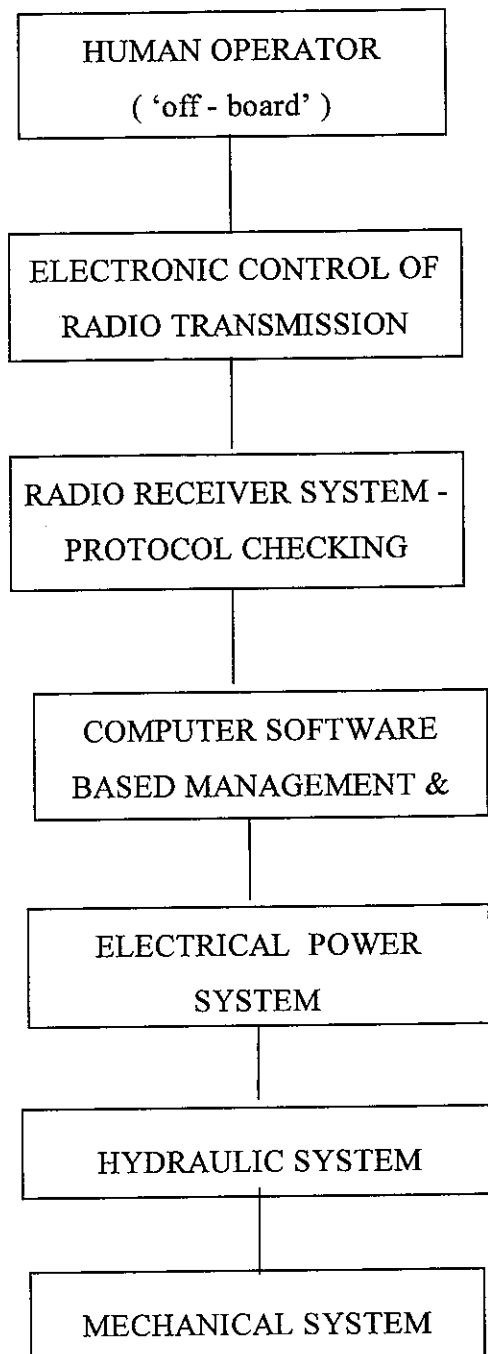 HUMAN OPERATOR
( ‘off - board’ )
ELECTRONIC CONTROL OF
RADIO TRANSMISSION
RADIO RECEIVER SYSTEM -
PROTOCOL CHECKING
COMPUTER SOFTWARE
BASED MANAGEMENT &
ELECTRICAL POWER
SYSTEM
HYDRAULIC SYSTEM
MECHANICAL SYSTEM